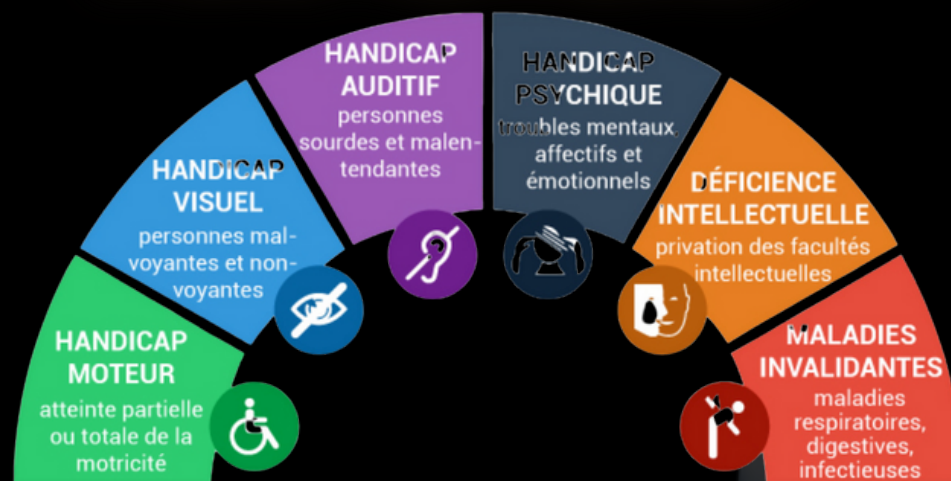 HANDICAP
MOTEUR
atteinte partielle
ou totale de la
motricité
HANDICAP
VISUEL
personnes mal-
voyantes et non-
voyantes
HANDICAP
AUDITIF
personnes
sourdes et malen-
tendantes
HANDICAP
PSYCHIQUE
troubles mentaux,
affectifs et
émotionnels
DÉFICIENCE
INTELLECTUELLE
privation des facultés
intellectuelles
MALADIES
INVALIDANTES
maladies
respiratoires,
digestives,
infectieuses